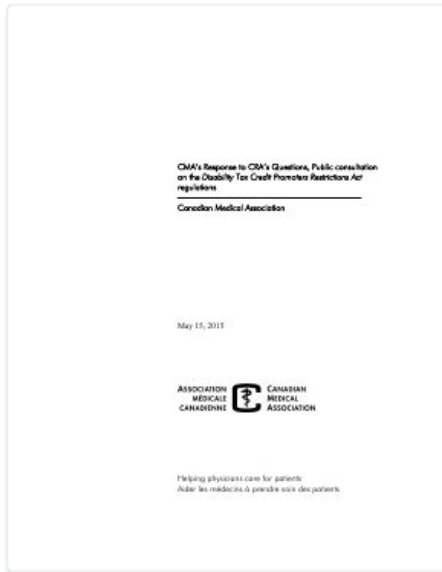 CMA's Response to CRA's Questions, Public consultation
on the Disability Tax Credit Promoters Restrictions Act
regulations
Canadian Medical Association
May 15, 2015
ASSOCIATION
MÉDICALE
CANADIENNE
CANADIAN
MEDICAL
ASSOCIATION
Helping physicians care for patients
Aider les médecins à prendre soin des patients